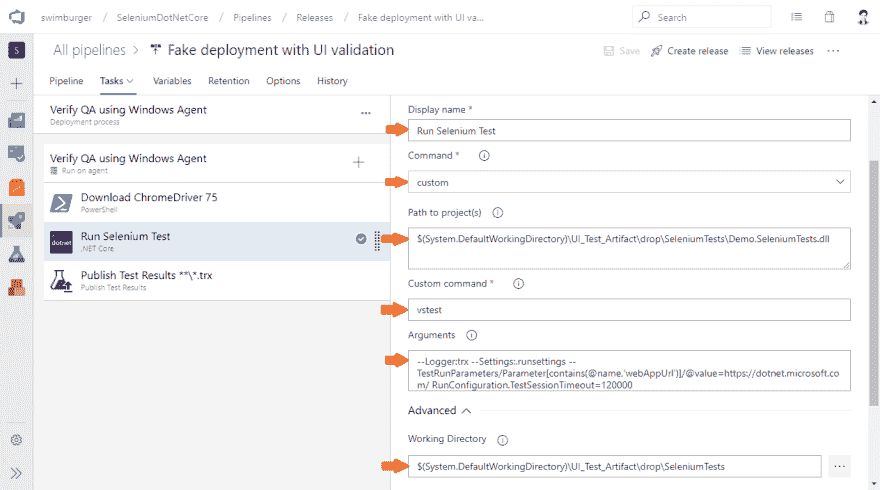 swimburger / SeleniumDotNetCore / Pipelines / Releases / Fake deployment with UI va...
Search
S
All pipelines > Fake deployment with UI validation
Save Create release View releases ...
Pipeline Tasks Variables Retention Options History
Verify QA using Windows Agent
Deployment process
Verify QA using Windows Agent
Run on agent
Download ChromeDriver 75
PowerShell
dotnet
Run Selenium Test
.NET Core
Publish Test Results **\*.trx
Publish Test Results
Display name *
Run Selenium Test
Command *
custom
Path to project(s)
$(System.DefaultWorkingDirectory)\UI_Test_Artifact\drop\SeleniumTests\Demo.SeleniumTests.dll
Custom command *
vstest
Arguments
--Logger:trx --Settings:.runsettings --
TestRunParameters/Parameter[contains(@name,'webAppUrl')]/@value=https://dotnet.microsoft.co
m/ RunConfiguration.TestSessionTimeout=120000
Advanced
Working Directory
$(System.DefaultWorkingDirectory)\UI_Test_Artifact\drop\SeleniumTests
...